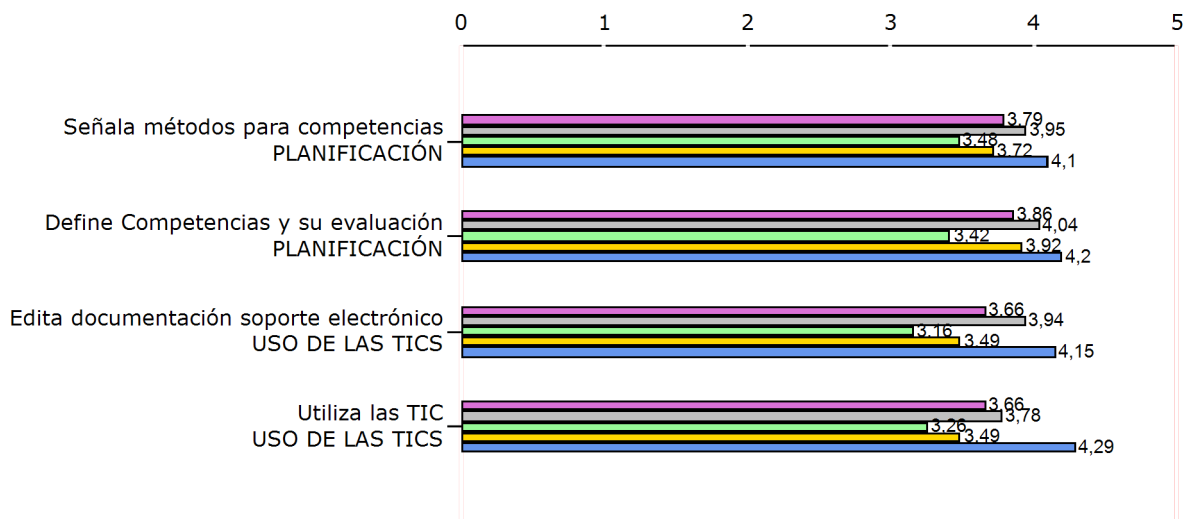 0 1 2 3 4 5
Señala métodos para competencias
PLANIFICACIÓN
3,79
3,95
3,48
3,72
4,1
Define Competencias y su evaluación
PLANIFICACIÓN
3,86
4,04
3,42
3,92
4,2
Edita documentación soporte electrónico
USO DE LAS TICS
3,66
3,94
3,16
3,49
4,15
Utiliza las TIC
USO DE LAS TICS
3,66
3,78
3,26
3,49
4,29